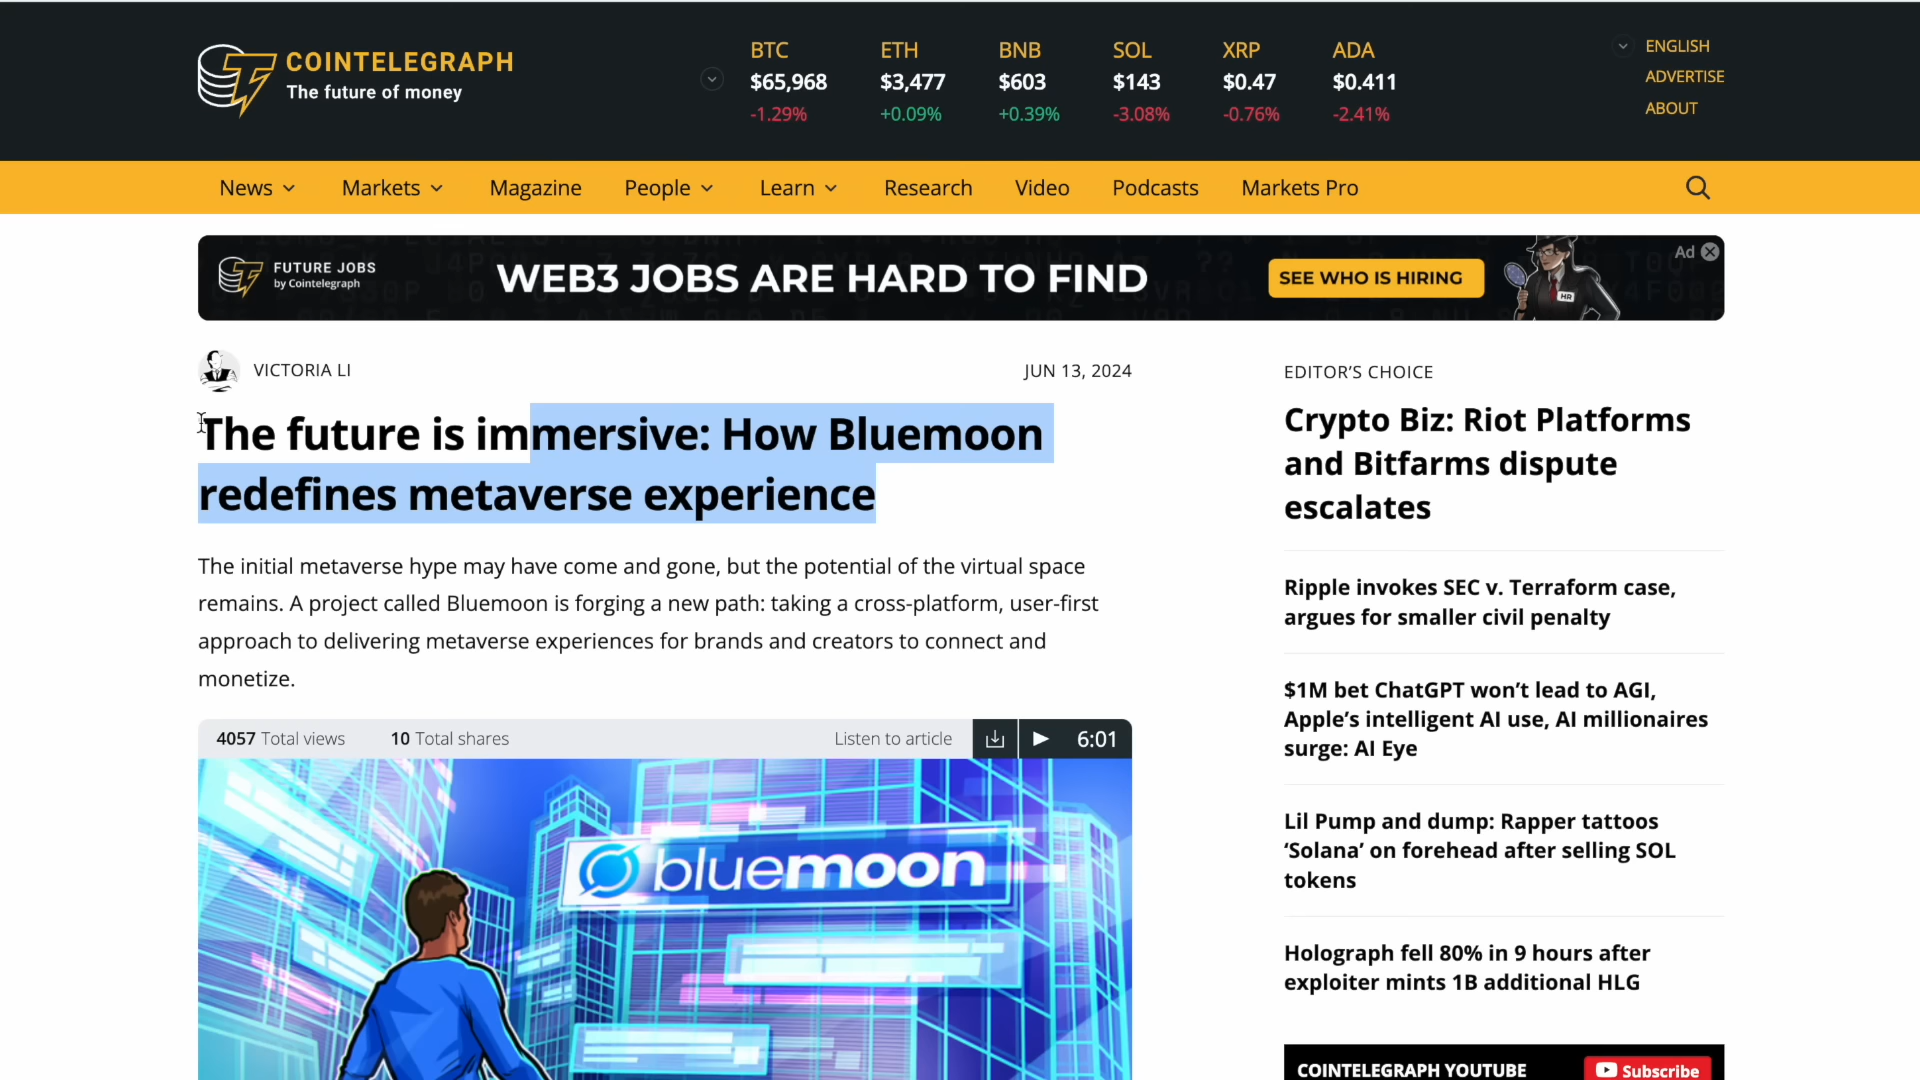 COINTELEGRAPH
The future of money
BTC
$65,968
-1.29%
ETH
$3,477
+0.09%
BNB
$603
+0.39%
SOL
$143
-3.08%
XRP
$0.47
-0.76%
ADA
$0.411
-2.41%
ENGLISH
ADVERTISE
ABOUT
News Markets Magazine People Learn Research Video Podcasts Markets Pro
FUTURE JOBS
by Cointelegraph
WEB3 JOBS ARE HARD TO FIND
SEE WHO IS HIRING
HR
Ad
VICTORIA LI
JUN 13, 2024
The future is immersive: How Bluemoon
redefines metaverse experience
The initial metaverse hype may have come and gone, but the potential of the virtual space
remains. A project called Bluemoon is forging a new path: taking a cross-platform, user-first
approach to delivering metaverse experiences for brands and creators to connect and
monetize.
4057 Total views 10 Total shares Listen to article 6:01
bluemoon
EDITOR’S CHOICE
Crypto Biz: Riot Platforms
and Bitfarms dispute
escalates
Ripple invokes SEC v. Terraform case,
argues for smaller civil penalty
$1M bet ChatGPT won’t lead to AGI,
Apple’s intelligent AI use, AI millionaires
surge: AI Eye
Lil Pump and dump: Rapper tattoos
‘Solana’ on forehead after selling SOL
tokens
Holograph fell 80% in 9 hours after
exploiter mints 1B additional HLG
COINTELEGRAPH YOUTUBE
Subscribe